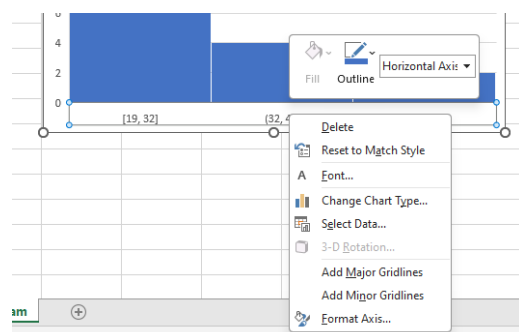 6
4
2
0
[19, 32]
(32, 4
Fill
Outline
Horizontal Axis
Delete
Reset to Match Style
A Font...
Change Chart Type...
Select Data...
3-D Rotation...
Add Major Gridlines
Add Minor Gridlines
Format Axis...
am